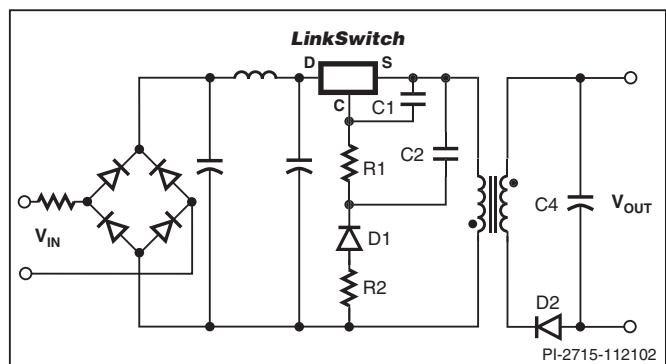 LinkSwitch
D
S
C
C1
R1
C2
D1
R2
VIN
C4
VOUT
D2
PI-2715-112102